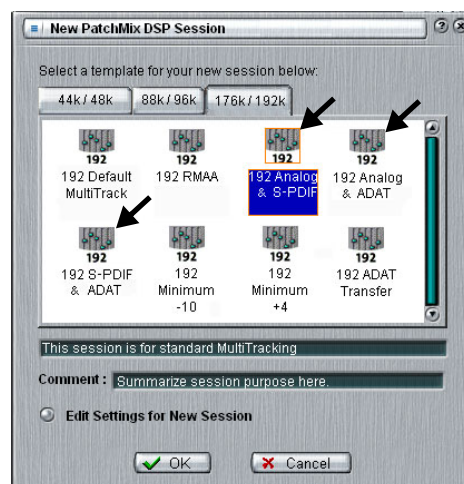 New PatchMix DSP Session
Select a template for your new session below:
44k / 48k 88k / 96k 176k / 192k
192 192 192 192
192 Default 192 RMAA 192 Analog 192 Analog
MultiTrack & S-PDIF & ADAT
192 192 192 192
192 S-PDIF 192 192 192 ADAT
& ADAT Minimum Minimum Transfer
-10 +4
This session is for standard MultiTracking
Comment : Summarize session purpose here.
Edit Settings for New Session
OK Cancel